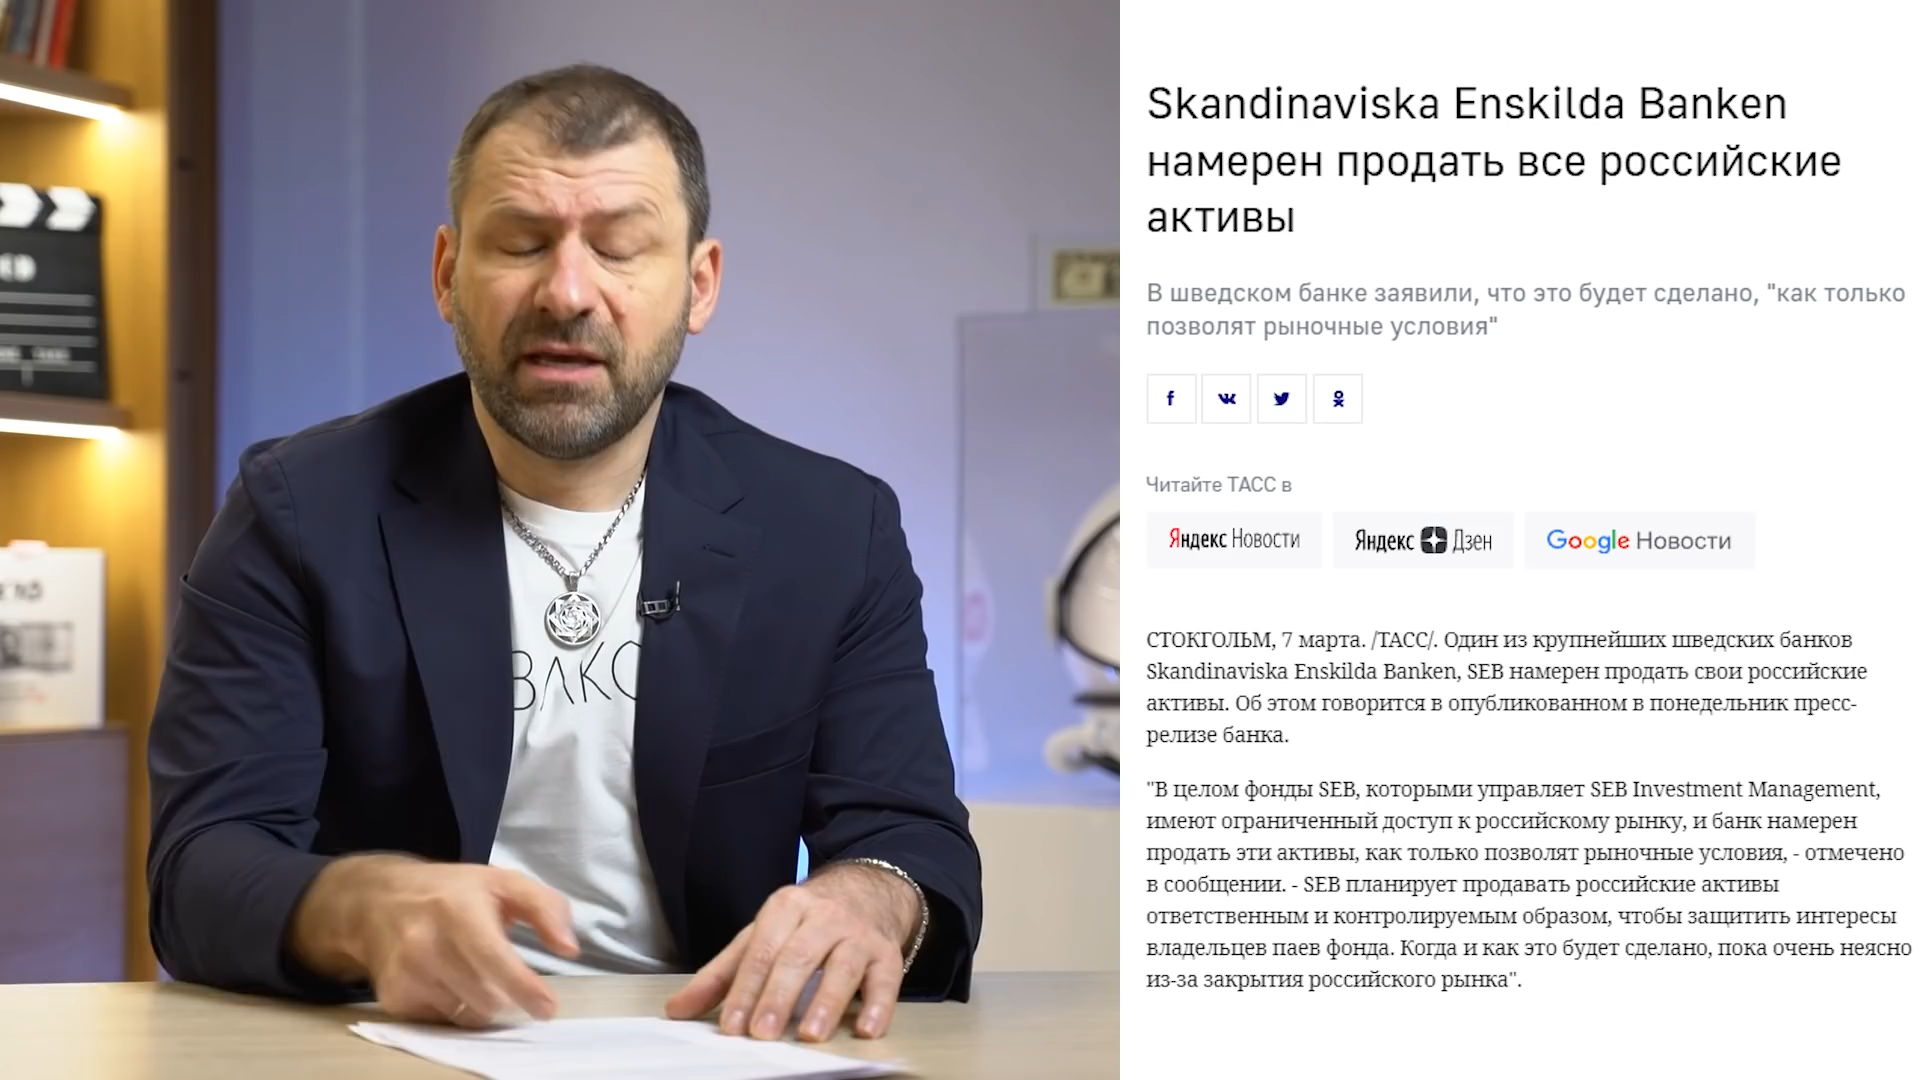 Skandinaviska Enskilda Banken
намерен продать все российские
активы
В шведском банке заявили, что это будет сделано, "как только
позволят рыночные условия"
Читайте ТАСС в
Яндекс Новости
Яндекс Дзен
Google Новости
СТОКГОЛЬМ, 7 марта. /ТАСС/. Один из крупнейших шведских банков
Skandinaviska Enskilda Banken, SEB намерен продать свои российские
активы. Об этом говорится в опубликованном в понедельник пресс-
релизе банка.
"В целом фонды SEB, которыми управляет SEB Investment Management,
имеют ограниченный доступ к российскому рынку, и банк намерен
продать эти активы, как только позволят рыночные условия, - отмечено
в сообщении. - SEB планирует продавать российские активы
ответственным и контролируемым образом, чтобы защитить интересы
владельцев паев фонда. Когда и как это будет сделано, пока очень неясно
из-за закрытия российского рынка".